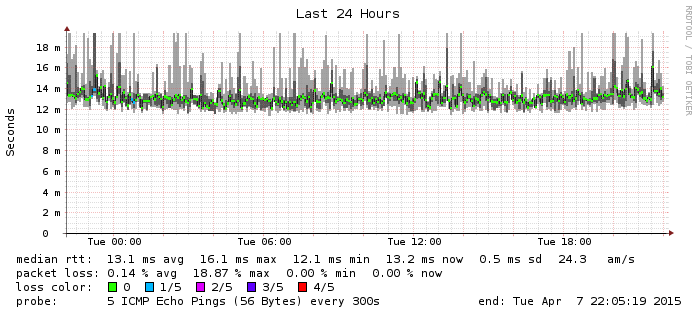 Last 24 Hours
RRDTOOL / TOBI OETIKER
Seconds
18 m
16 m
14 m
12 m
10 m
8 m
6 m
4 m
2 m
0
Tue 00:00 Tue 06:00 Tue 12:00 Tue 18:00
median rtt: 13.1 ms avg 16.1 ms max 12.1 ms min 13.2 ms now 0.5 ms sd 24.3 am/s
packet loss: 0.14 % avg 18.87 % max 0.00 % min 0.00 % now
loss color: 0 1/5 2/5 3/5 4/5
probe: 5 ICMP Echo Pings (56 Bytes) every 300s end: Tue Apr 7 22:05:19 2015